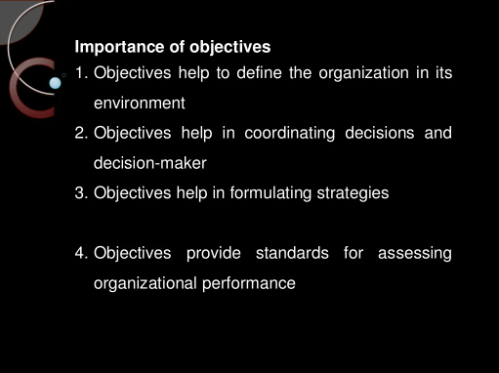 Importance of objectives
1. Objectives help to define the organization in its
environment
2. Objectives help in coordinating decisions and
decision-maker
3. Objectives help in formulating strategies
4. Objectives provide standards for assessing
organizational performance